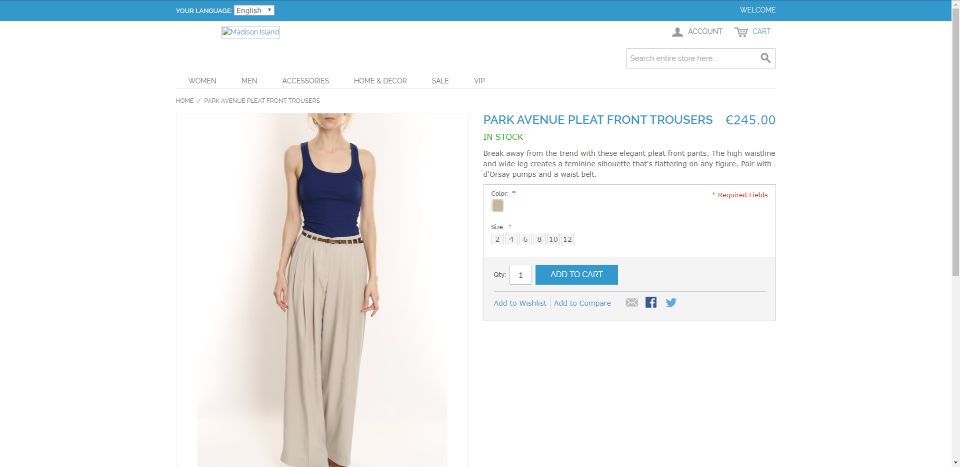 YOUR LANGUAGE: English
WELCOME
Madison Island
ACCOUNT
CART
Search entire store here...
WOMEN MEN ACCESSORIES HOME & DECOR SALE VIP
HOME / PARK AVENUE PLEAT FRONT TROUSERS
PARK AVENUE PLEAT FRONT TROUSERS €245.00
IN STOCK
Break away from the trend with these elegant pleat front pants. The high waistline
and wide leg creates a feminine silhouette that's flattering on any figure. Pair with
d'Orsay pumps and a waist belt.
Color: *
* Required Fields
Size *
2 4 6 8 10 12
Qty: 1 ADD TO CART
Add to Wishlist Add to Compare